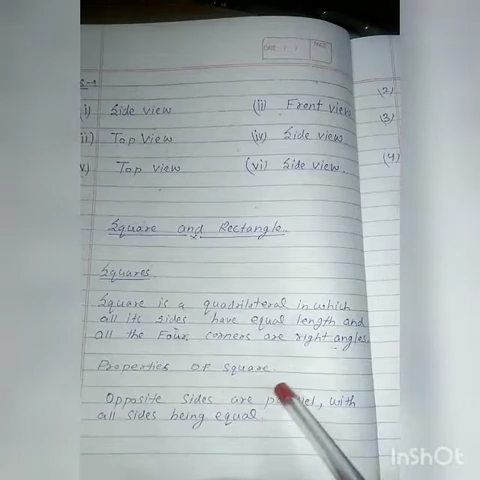 DATE / / PAGE
(i) Side view (ii) Front view
(iii) Top view (iv) Side view
(v) Top view (vi) Side view.
(2)
(3)
(4)
Square and Rectangle.
Squares.
Square is a quadrilateral in which
all its sides have equal length and
all the Four corners are right angles
Properties OF square.
Opposite sides are parallel, with
all sides being equal.
InShOt